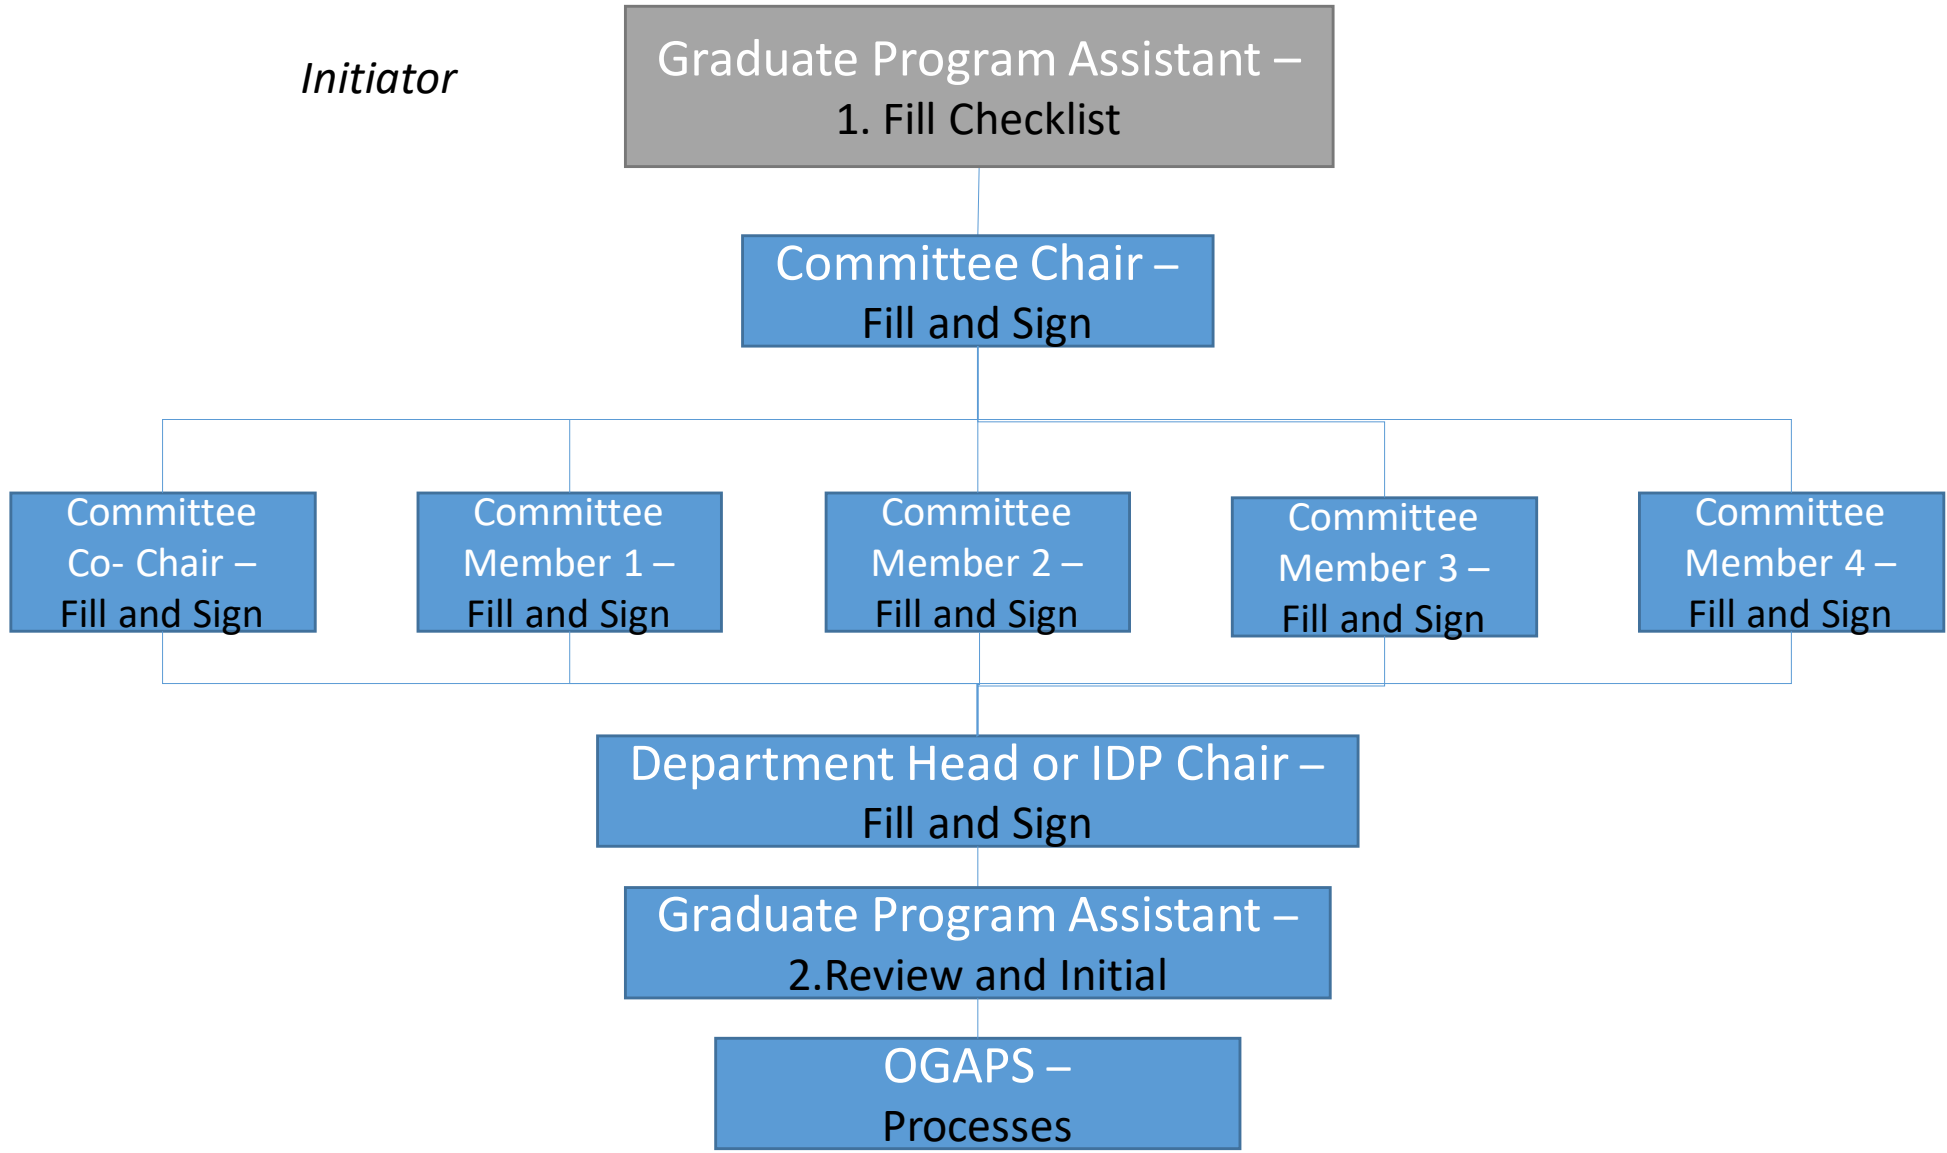 Initiator
Graduate Program Assistant –
1. Fill Checklist
Committee Chair –
Fill and Sign
Committee
Co- Chair –
Fill and Sign
Committee
Member 1 –
Fill and Sign
Committee
Member 2 –
Fill and Sign
Committee
Member 3 –
Fill and Sign
Committee
Member 4 –
Fill and Sign
Department Head or IDP Chair –
Fill and Sign
Graduate Program Assistant –
2.Review and Initial
OGAPS –
Processes